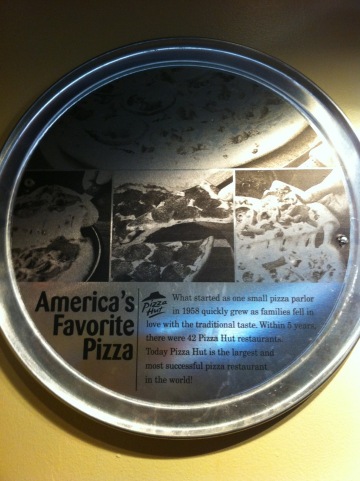 America's
Favorite
Pizza
Pizza
Hut
What started as one small pizza parlor
in 1958 quickly grew as families fell in
love with the traditional taste. Within 5 years,
there were 42 Pizza Hut restaurants.
Today Pizza Hut is the largest and
most successful pizza restaurant
in the world!